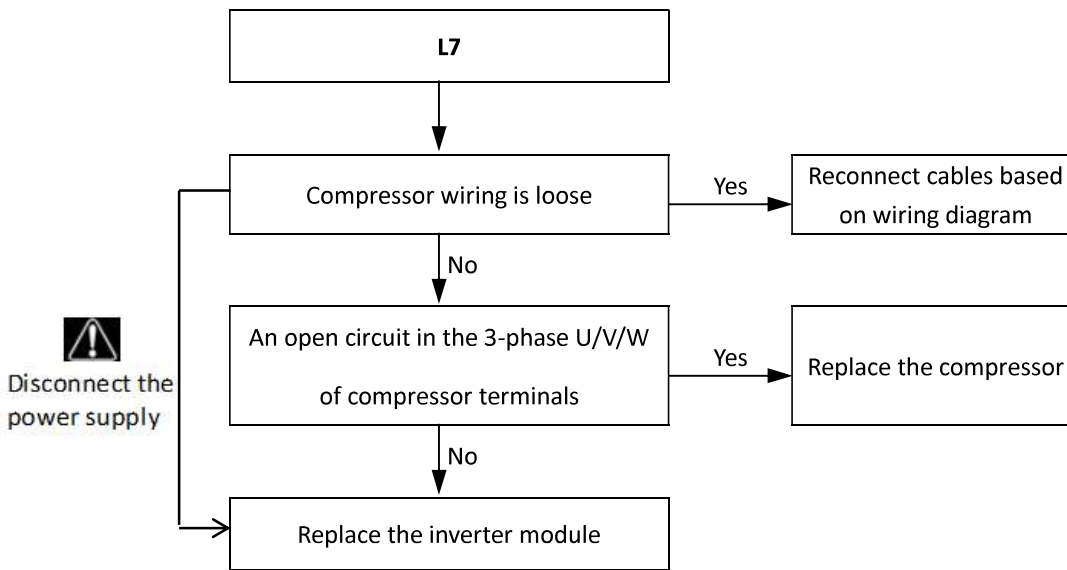 L7
Compressor wiring is loose
Yes
Reconnect cables based
on wiring diagram
No
An open circuit in the 3-phase U/V/W
of compressor terminals
Yes
Replace the compressor
Disconnect the
power supply
No
Replace the inverter module